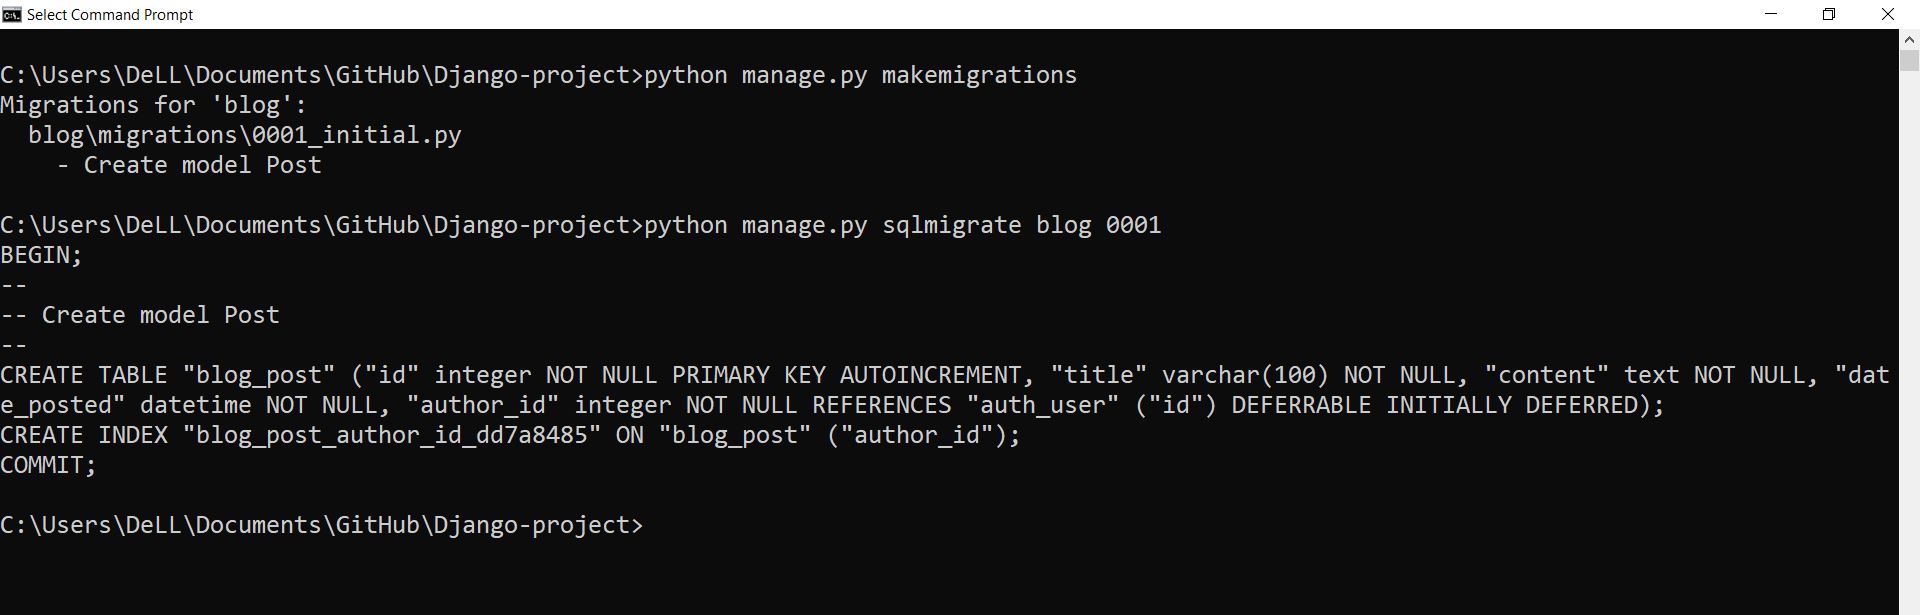 Select Command Prompt
C:\Users\DeLL\Documents\GitHub\Django-project>python manage.py makemigrations
Migrations for 'blog':
  blog\migrations\0001_initial.py
    - Create model Post
C:\Users\DeLL\Documents\GitHub\Django-project>python manage.py sqlmigrate blog 0001
BEGIN;
--
-- Create model Post
--
CREATE TABLE "blog_post" ("id" integer NOT NULL PRIMARY KEY AUTOINCREMENT, "title" varchar(100) NOT NULL, "content" text NOT NULL, "dat
e_posted" datetime NOT NULL, "author_id" integer NOT NULL REFERENCES "auth_user" ("id") DEFERRABLE INITIALLY DEFERRED);
CREATE INDEX "blog_post_author_id_dd7a8485" ON "blog_post" ("author_id");
COMMIT;
C:\Users\DeLL\Documents\GitHub\Django-project>